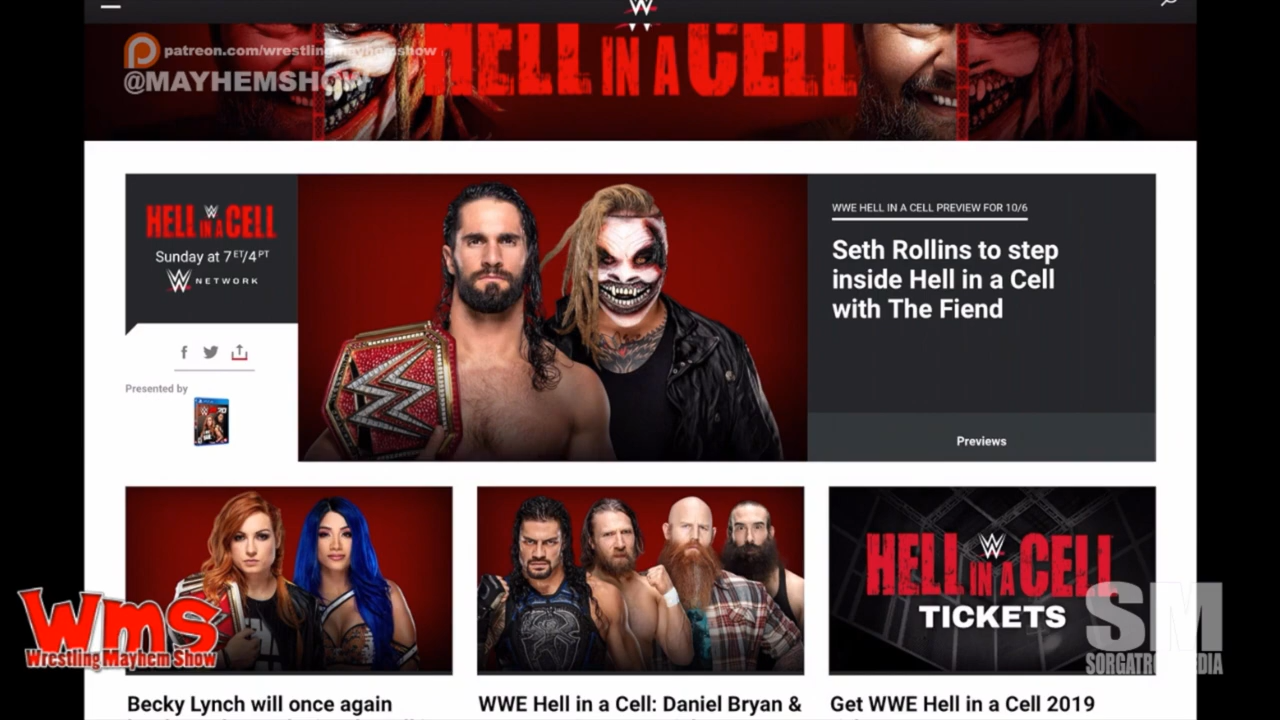 patreon.com/wrestlingmayhemshow
@MAYHEMSHOW
HELL IN A CELL
HELL IN A CELL
Sunday at 7ET/4PT
NETWORK
Presented by
WWE HELL IN A CELL PREVIEW FOR 10/6
Seth Rollins to step
inside Hell in a Cell
with The Fiend
Previews
HELL IN A CELL
TICKETS
WMS
Wrestling Mayhem Show
SM
SORGATRON MEDIA
Becky Lynch will once again
WWE Hell in a Cell: Daniel Bryan &
Get WWE Hell in a Cell 2019